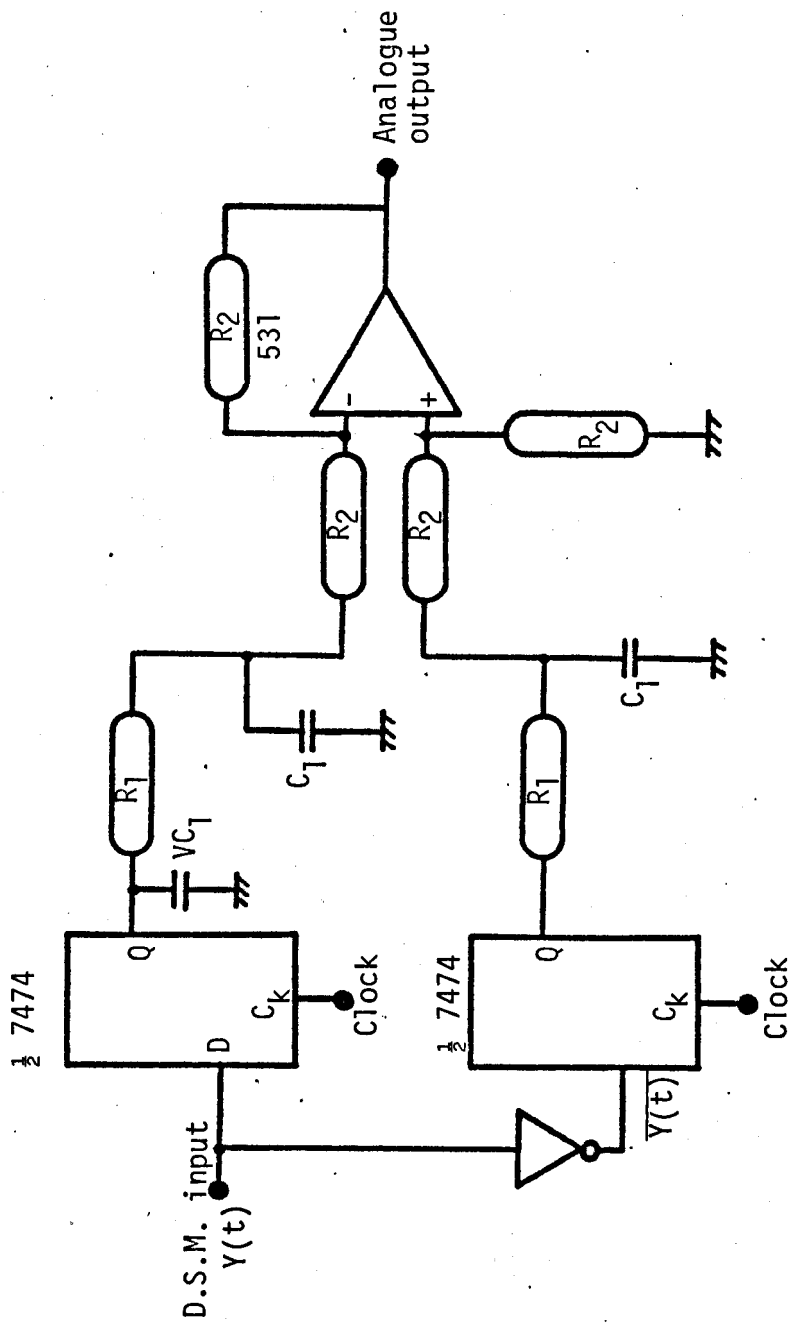 ½ 7474
D.S.M. input
Y(t)
D
Q
Ck
Clock
VC1
R1
C1
R2
R2
531
-
+
R2
R2
Analogue
output
½ 7474
Y(t)
Q
Ck
Clock
R1
C1